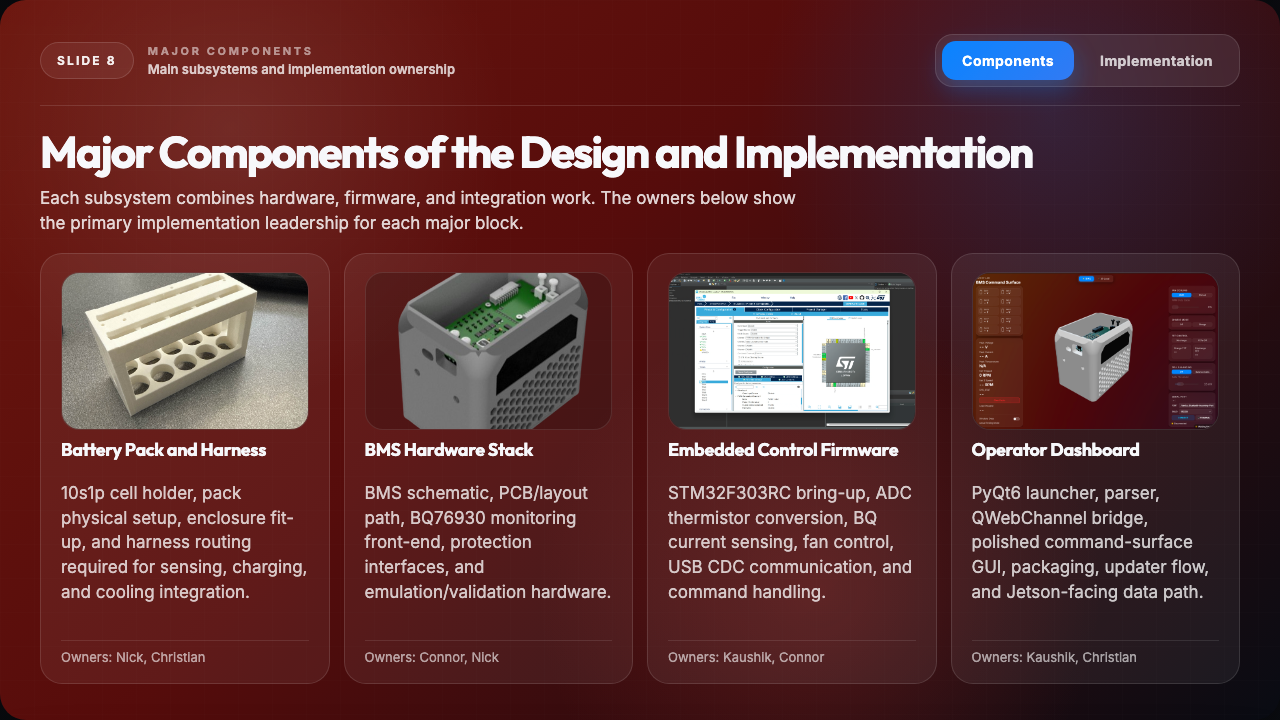 SLIDE 8
MAJOR COMPONENTS
Main subsystems and implementation ownership
Components
Implementation
Major Components of the Design and Implementation
Each subsystem combines hardware, firmware, and integration work. The owners below show
the primary implementation leadership for each major block.
BMS Command Surface
Battery Pack and Harness
10s1p cell holder, pack
physical setup, enclosure fit-
up, and harness routing
required for sensing, charging,
and cooling integration.
Owners: Nick, Christian
BMS Hardware Stack
BMS schematic, PCB/layout
path, BQ76930 monitoring
front-end, protection
interfaces, and
emulation/validation hardware.
Owners: Connor, Nick
Embedded Control Firmware
STM32F303RC bring-up, ADC
thermistor conversion, BQ
current sensing, fan control,
USB CDC communication, and
command handling.
Owners: Kaushik, Connor
Operator Dashboard
PyQt6 launcher, parser,
QWebChannel bridge,
polished command-surface
GUI, packaging, updater flow,
and Jetson-facing data path.
Owners: Kaushik, Christian